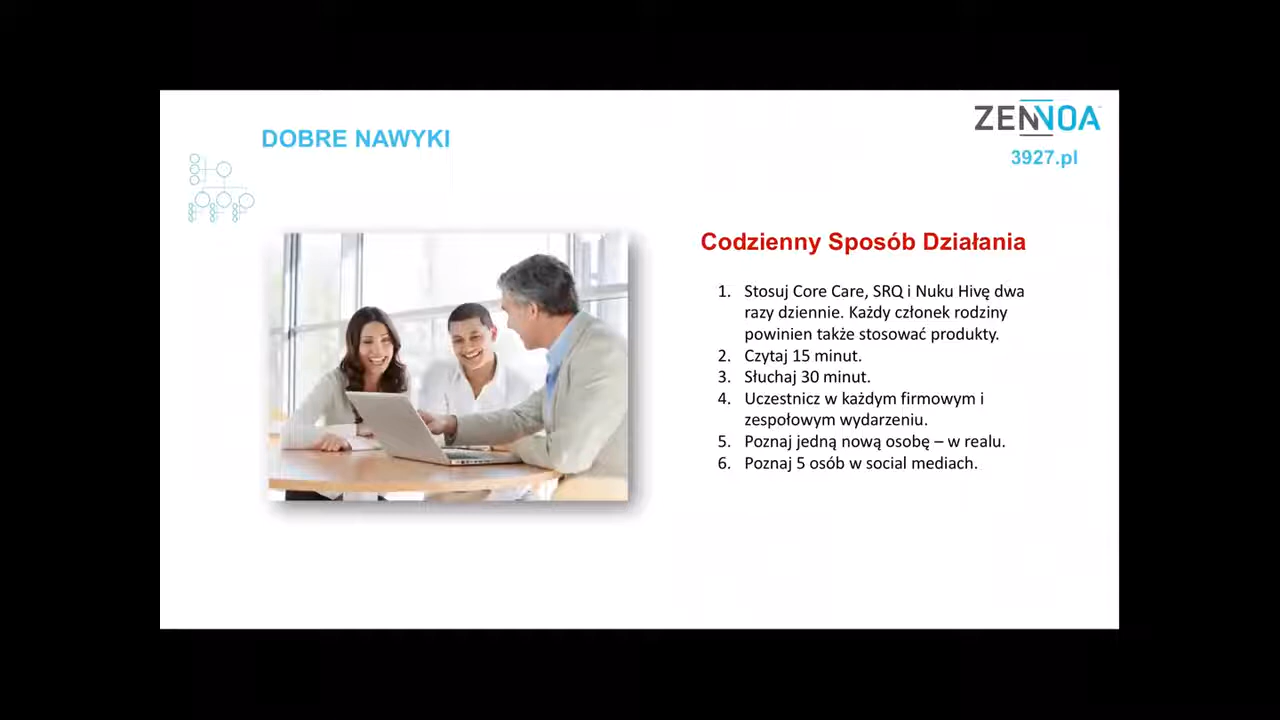 DOBRE NAWYKI
ZENNOA
3927.pl
Codzienny Sposób Działania
1. Stosuj Core Care, SRQ i Nuku Hivę dwa
razy dziennie. Każdy członek rodziny
powinien także stosować produkty.
2. Czytaj 15 minut.
3. Słuchaj 30 minut.
4. Uczestnicz w każdym firmowym i
zespołowym wydarzeniu.
5. Poznaj jedną nową osobę – w realu.
6. Poznaj 5 osób w social mediach.